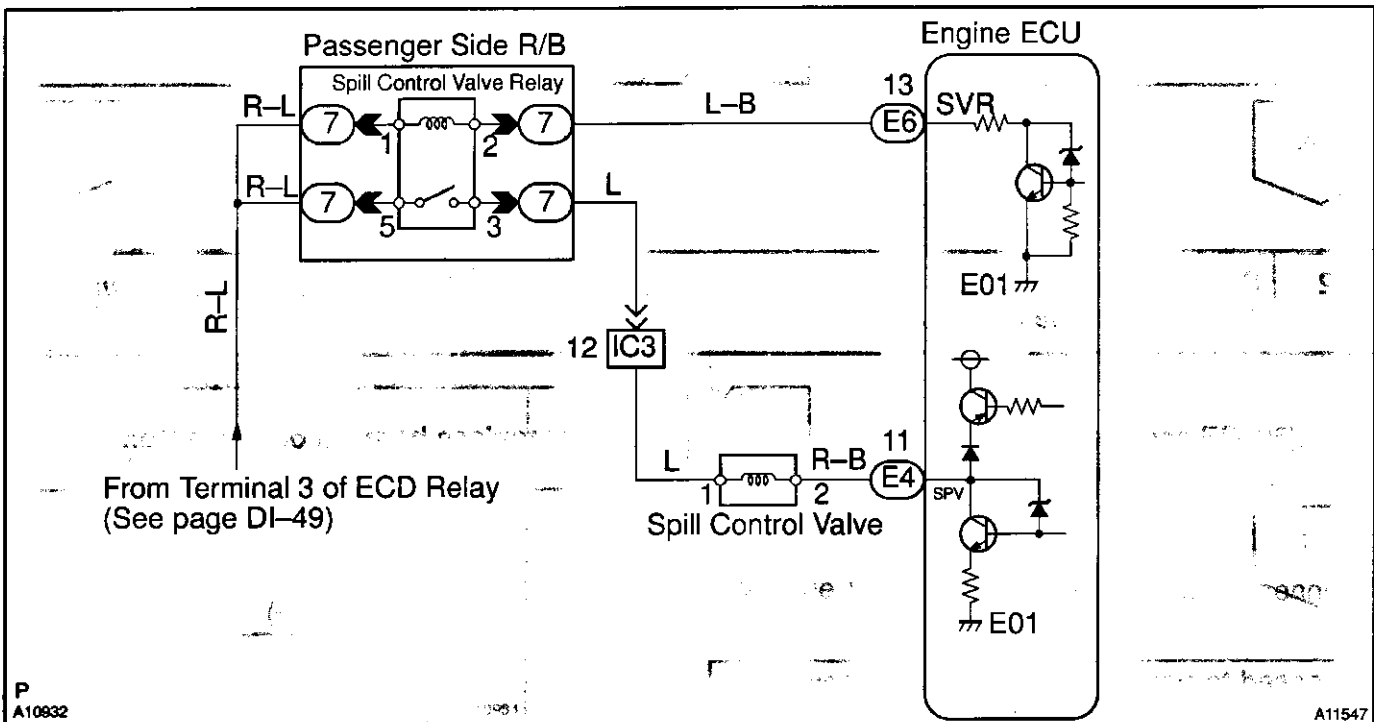 Passenger Side R/B
Engine ECU
Spill Control Valve Relay
R–L
7
1
2
7
L–B
13
E6
SVR
R–L
7
5
3
7
L
E01
R–L
12
IC3
L
1
2
R–B
11
E4
SPV
Spill Control Valve
From Terminal 3 of ECD Relay
(See page DI–49)
E01
P
A10932
A11547